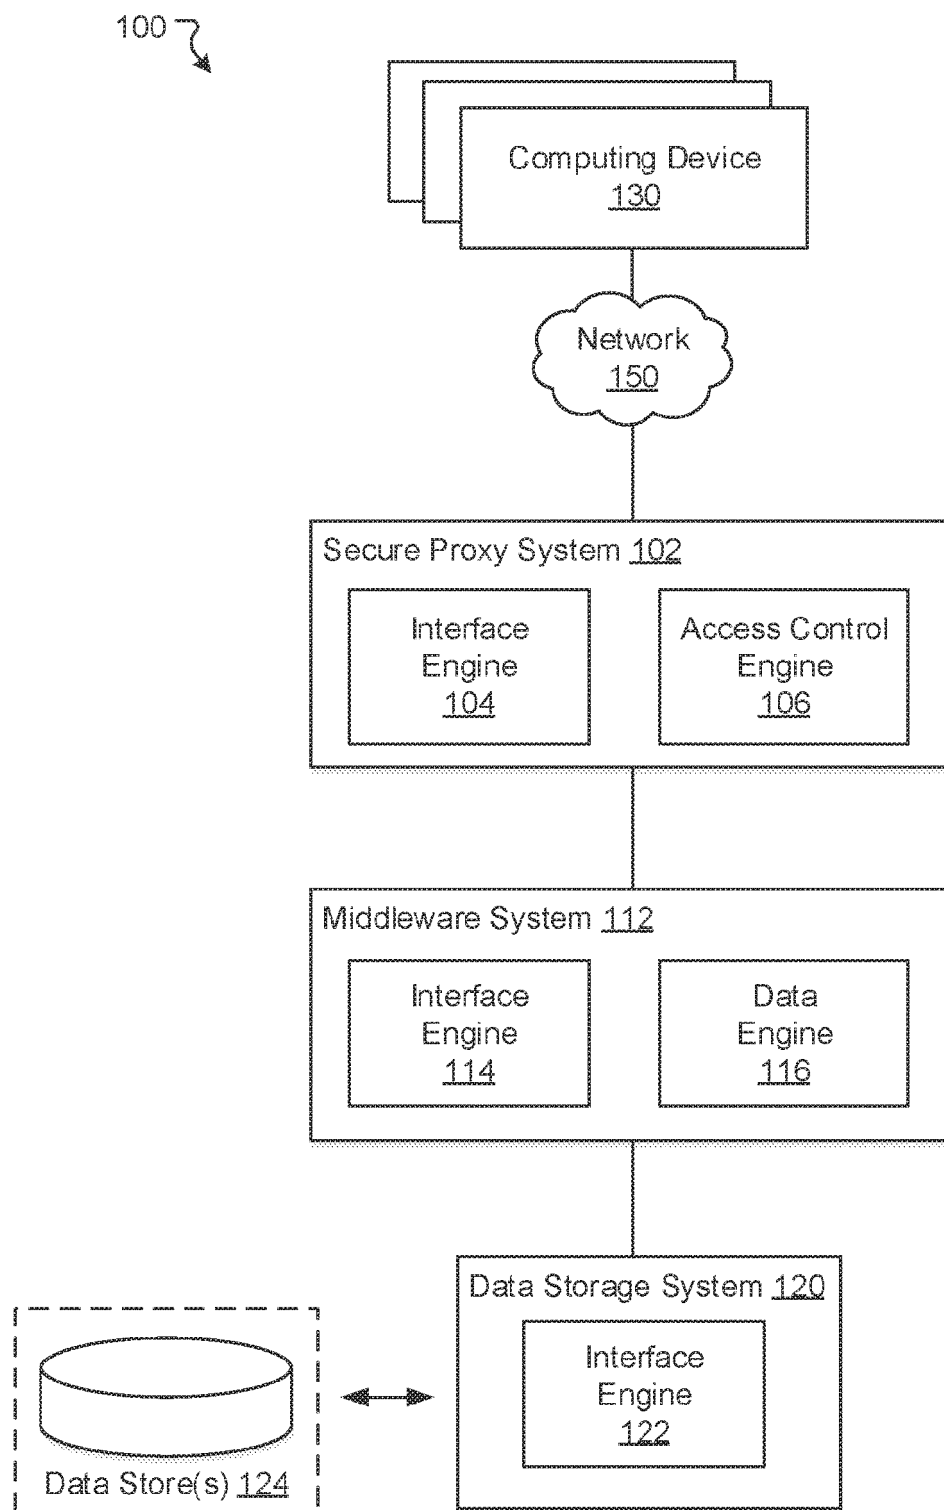 100
Computing Device
130
Network
150
Secure Proxy System 102
Interface
Engine
104
Access Control
Engine
106
Middleware System 112
Interface
Engine
114
Data
Engine
116
Data Storage System 120
Interface
Engine
122
Data Store(s) 124